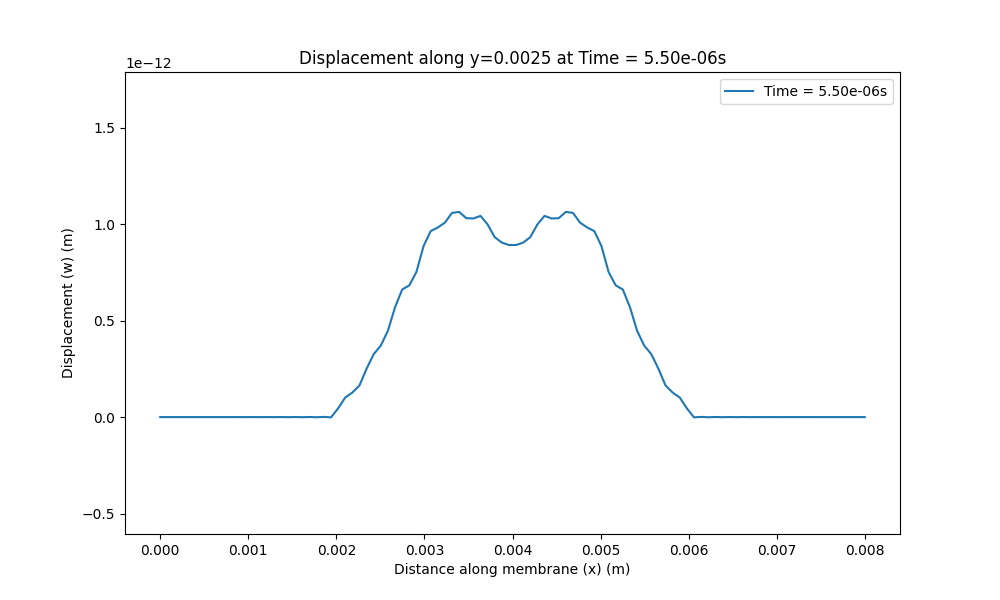 Displacement along y=0.0025 at Time = 5.50e-06s
1e−12
Time = 5.50e-06s
1.5
1.0
0.5
0.0
−0.5
Displacement (w) (m)
0.000 0.001 0.002 0.003 0.004 0.005 0.006 0.007 0.008
Distance along membrane (x) (m)